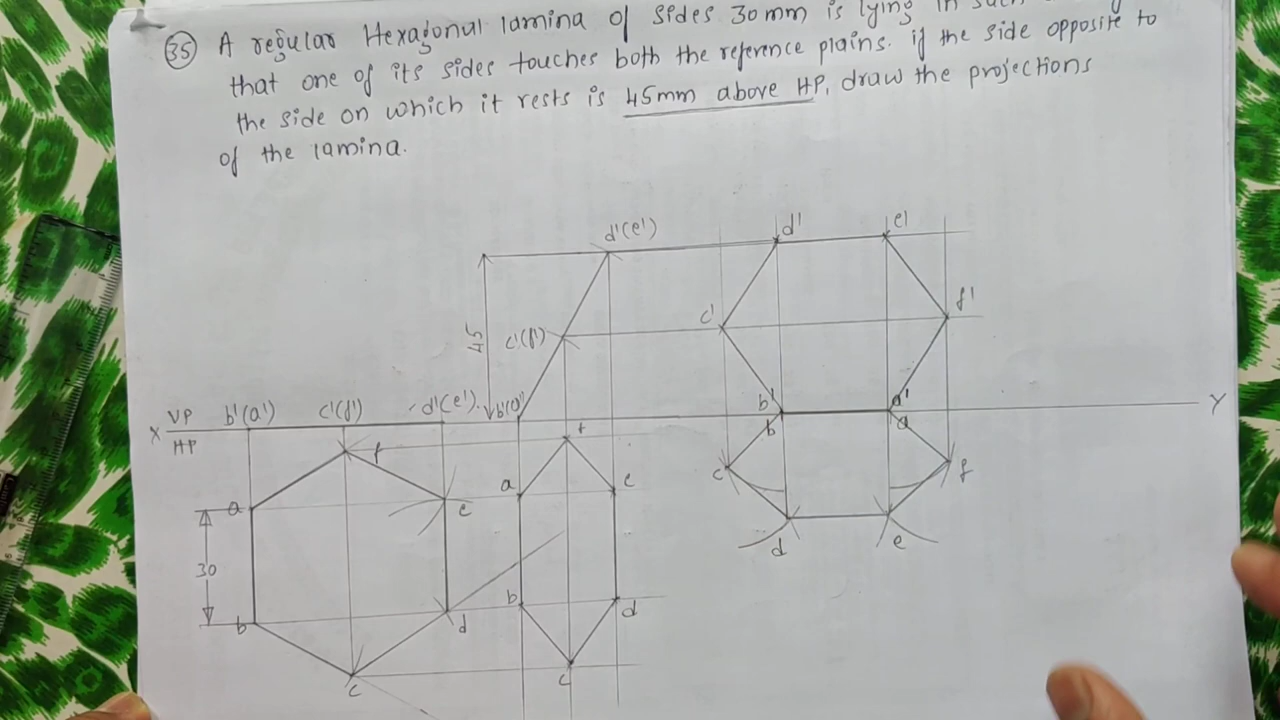 35 A regular Hexagonal lamina of sides 30mm is lying in such
that one of its sides touches both the reference plains. if the side opposite to
the side on which it rests is 45mm above HP, draw the projections
of the lamina.
d'(e')
d'
e'
45
c'(f')
c'
f'
X VP b'(a') c'(f') d'(e') b'(a') b' a' Y
HP
f
f
b
a
a
e
a
e
c
f
30
d
e
b
d
b
d
c
c